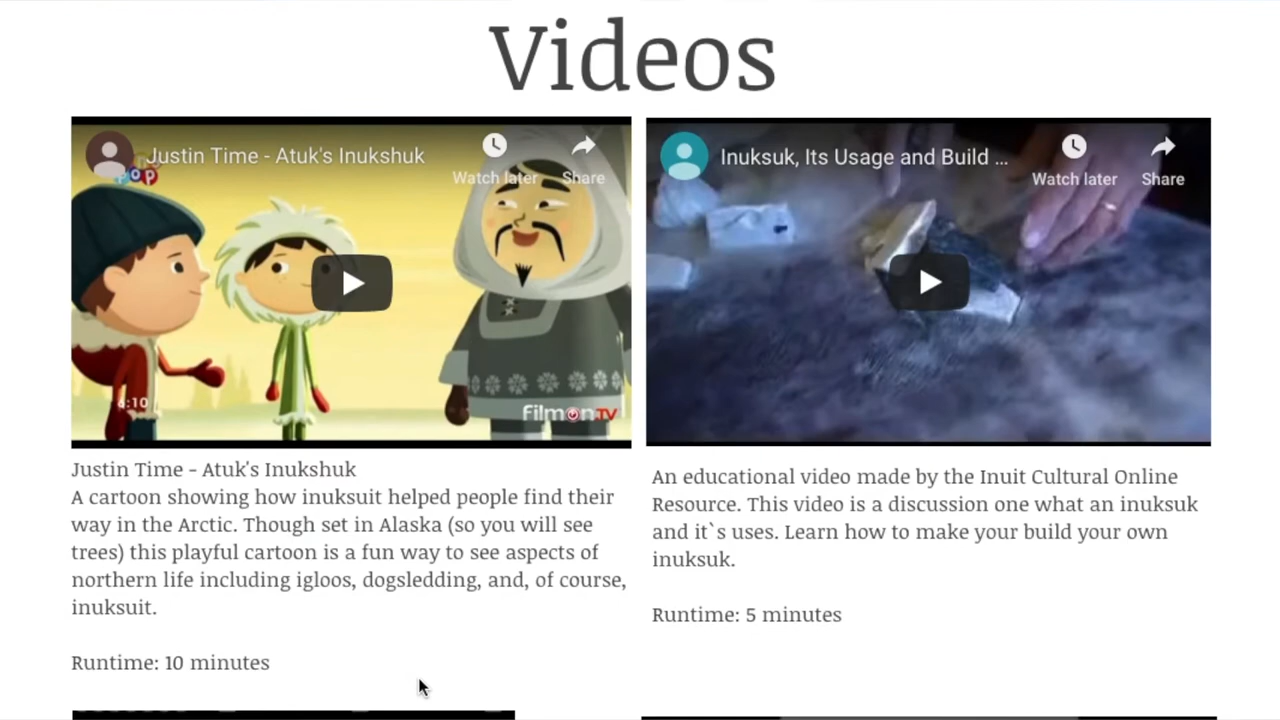 Videos
Justin Time - Atuk's Inukshuk
Watch later
Share
pop
6:10
filmonTV
Inuksuk, Its Usage and Build ...
Watch later
Share
Justin Time - Atuk's Inukshuk
A cartoon showing how inuksuit helped people find their
way in the Arctic. Though set in Alaska (so you will see
trees) this playful cartoon is a fun way to see aspects of
northern life including igloos, dogsledding, and, of course,
inuksuit.
Runtime: 10 minutes
An educational video made by the Inuit Cultural Online
Resource. This video is a discussion one what an inuksuk
and it`s uses. Learn how to make your build your own
inuksuk.
Runtime: 5 minutes